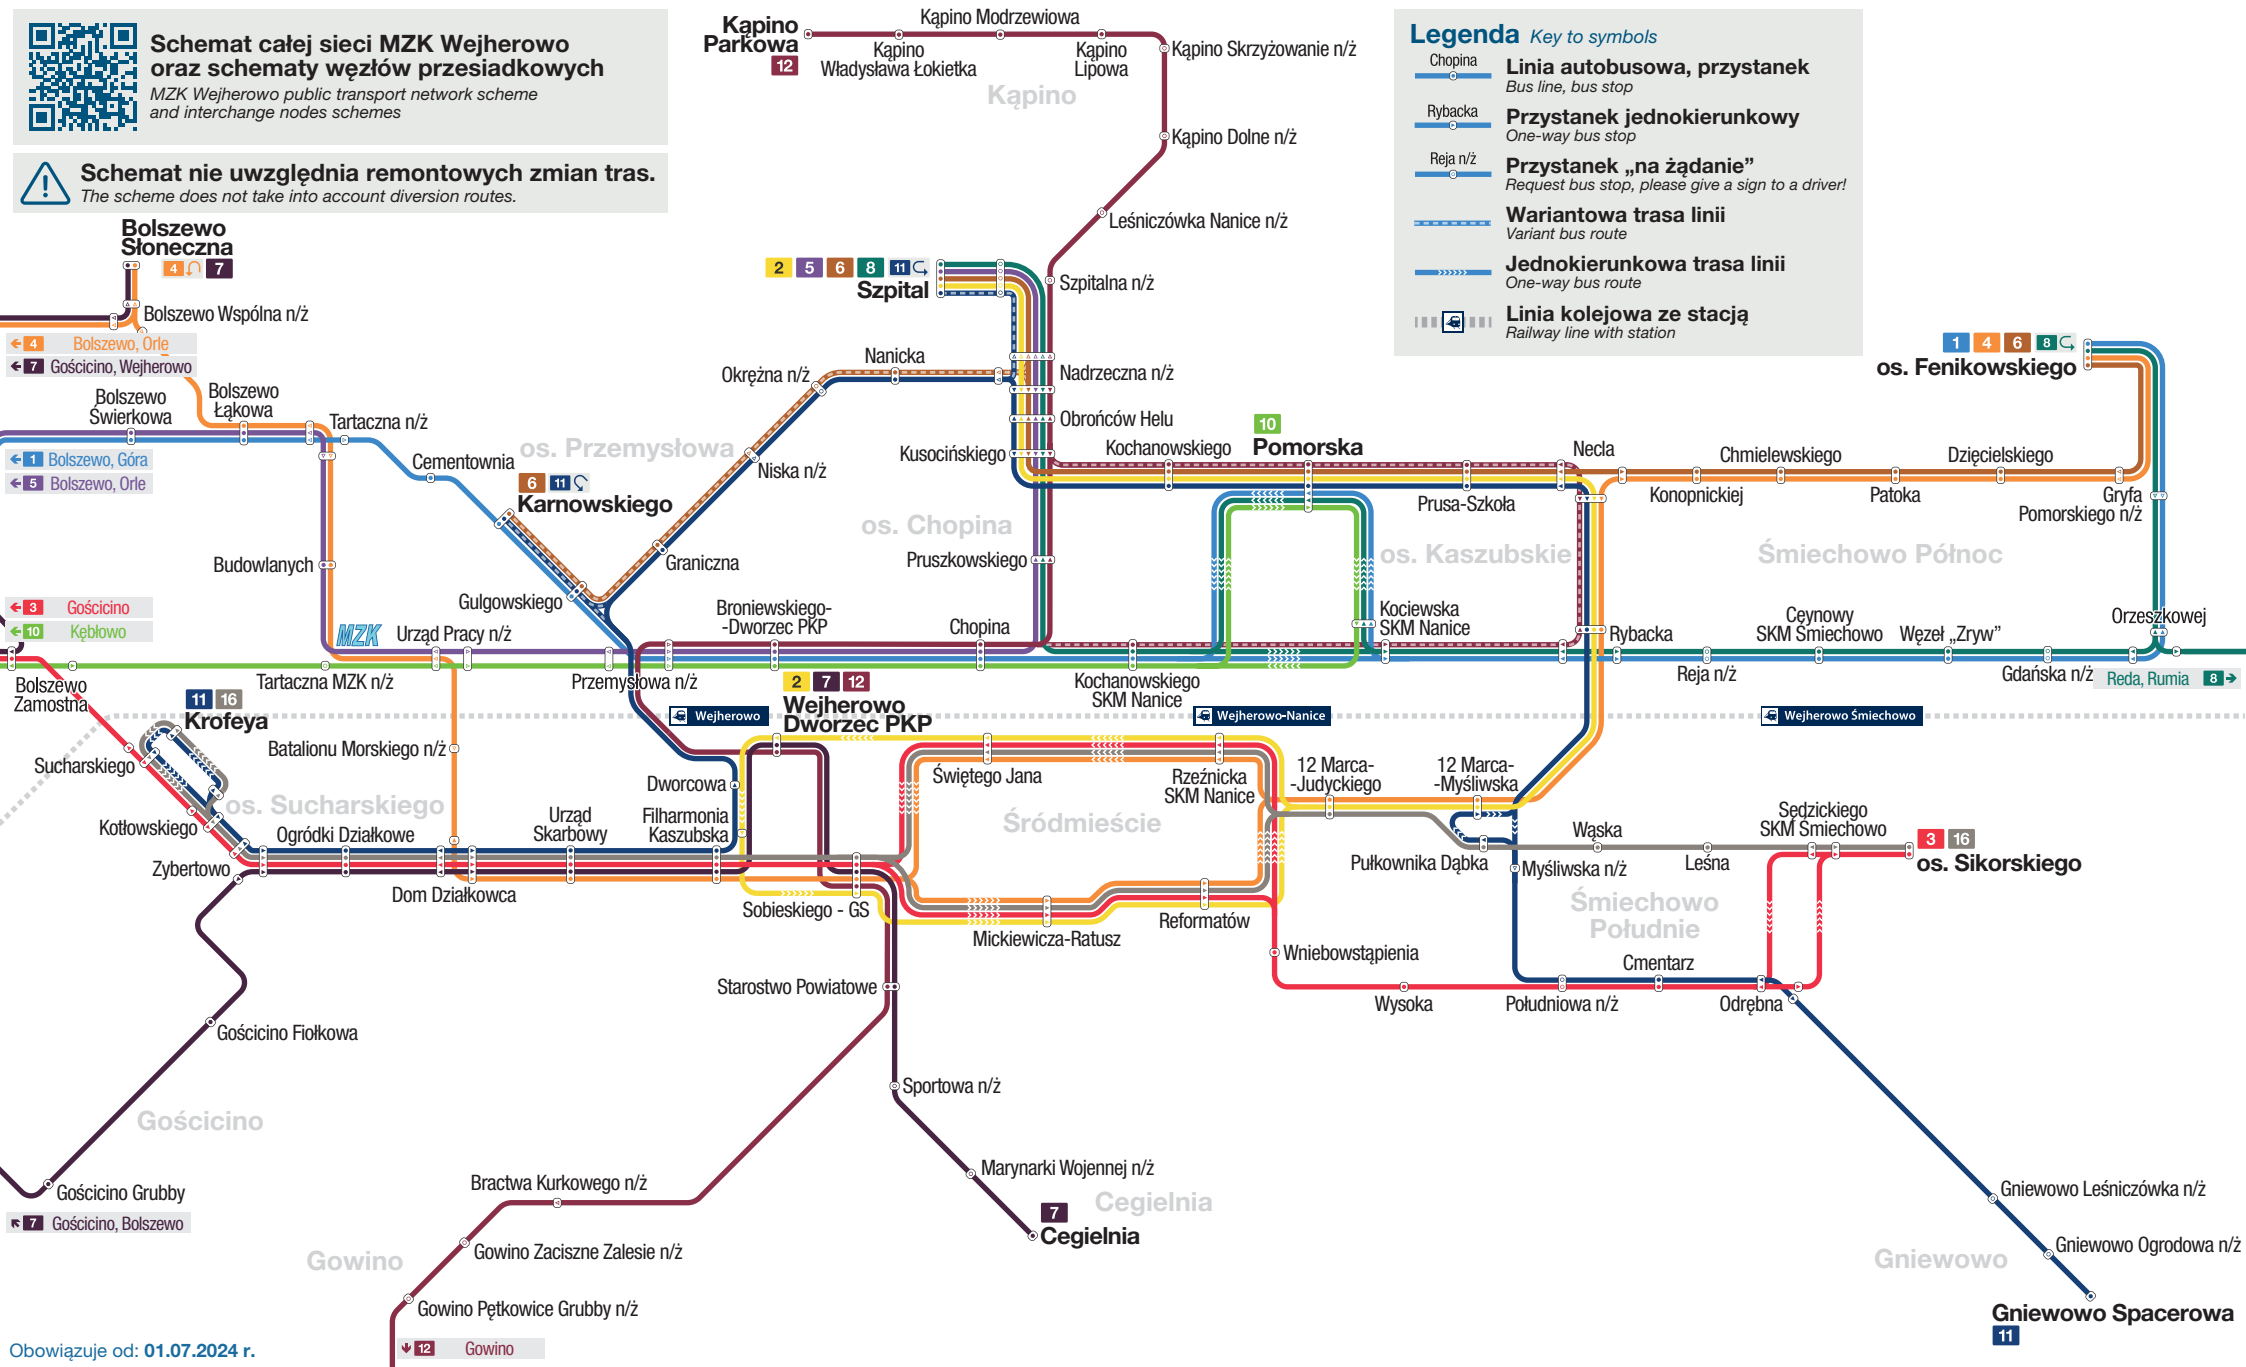 Schemat całej sieci MZK Wejherowo
oraz schematy węzłów przesiadkowych
MZK Wejherowo public transport network scheme
and interchange nodes schemes
Schemat nie uwzględnia remontowych zmian tras.
The scheme does not take into account diversion routes.
Kąpino
Parkowa
12
Kąpino Modrzewiowa
Kąpino
Władysława Łokietka
Kąpino
Lipowa
Kąpino Skrzyżowanie n/ż
Kąpino
Kąpino Dolne n/ż
Leśniczówka Nanice n/ż
Szpitalna n/ż
Legenda Key to symbols
Chopina
Linia autobusowa, przystanek
Bus line, bus stop
Rybacka
Przystanek jednokierunkowy
One-way bus stop
Reja n/ż
Przystanek „na żądanie”
Request bus stop, please give a sign to a driver!
Wariantowa trasa linii
Variant bus route
Jednokierunkowa trasa linii
One-way bus route
Linia kolejowa ze stacją
Railway line with station
Bolszewo
Słoneczna
4 7
Bolszewo Wspólna n/ż
4 Bolszewo, Orle
7 Gościcino, Wejherowo
Bolszewo
Świerkowa
Bolszewo
Łąkowa
Tartaczna n/ż
1 Bolszewo, Góra
5 Bolszewo, Orle
Cementownia
os. Przemysłowa
6 11
Karnowskiego
2 5 6 8 11
Szpital
Nanicka
Okrężna n/ż
Niska n/ż
Graniczna
Nadrzeczna n/ż
Obrońców Helu
Kusocińskiego
Kochanowskiego
10
Pomorska
Prusa-Szkoła
Necla
os. Chopina
Pruszkowskiego
os. Kaszubskie
1 4 6 8
os. Fenikowskiego
Konopnickiej
Chmielewskiego
Patoka
Dzięcielskiego
Gryfa
Pomorskiego n/ż
Śmiechowo Północ
Budowlanych
Gulgowskiego
3 Gościcino
10 Kębłowo
MZK
Urząd Pracy n/ż
Broniewskiego-
-Dworzec PKP
Chopina
Kociewska
SKM Nanice
Rybacka
Ceynowy
SKM Śmiechowo
Węzeł „Zryw”
Orzeszkowej
Bolszewo
Zamostna
Tartaczna MZK n/ż
Przemysłowa n/ż
Kochanowskiego
SKM Nanice
Reja n/ż
Gdańska n/ż
Reda, Rumia 8
11 16
Krofeya
2 7 12
Wejherowo
Dworzec PKP
Wejherowo
Wejherowo-Nanice
Wejherowo Śmiechowo
Batalionu Morskiego n/ż
Sucharskiego
os. Sucharskiego
Dworcowa
Świętego Jana
Rzeźnicka
SKM Nanice
12 Marca-
-Judyckiego
12 Marca-
-Myśliwska
Kotłowskiego
Ogródki Działkowe
Urząd
Skarbowy
Filharmonia
Kaszubska
Śródmieście
Wąska
Sędzickiego
SKM Śmiechowo
3 16
os. Sikorskiego
Zybertowo
Dom Działkowca
Sobieskiego - GS
Mickiewicza-Ratusz
Reformatów
Pułkownika Dąbka
Myśliwska n/ż
Leśna
Śmiechowo
Południe
Wniebowstąpienia
Starostwo Powiatowe
Wysoka
Południowa n/ż
Cmentarz
Odrębna
Gościcino Fiołkowa
Gościcino
Sportowa n/ż
Marynarki Wojennej n/ż
Cegielnia
7
Cegielnia
Gościcino Grubby
7 Gościcino, Bolszewo
Bractwa Kurkowego n/ż
Gowino
Gowino Zaciszne Zalesie n/ż
Gowino Pętkowice Grubby n/ż
12 Gowino
Gniewowo Leśniczówka n/ż
Gniewowo Ogrodowa n/ż
Gniewowo
Gniewowo Spacerowa
11
Obowiązuje od: 01.07.2024 r.